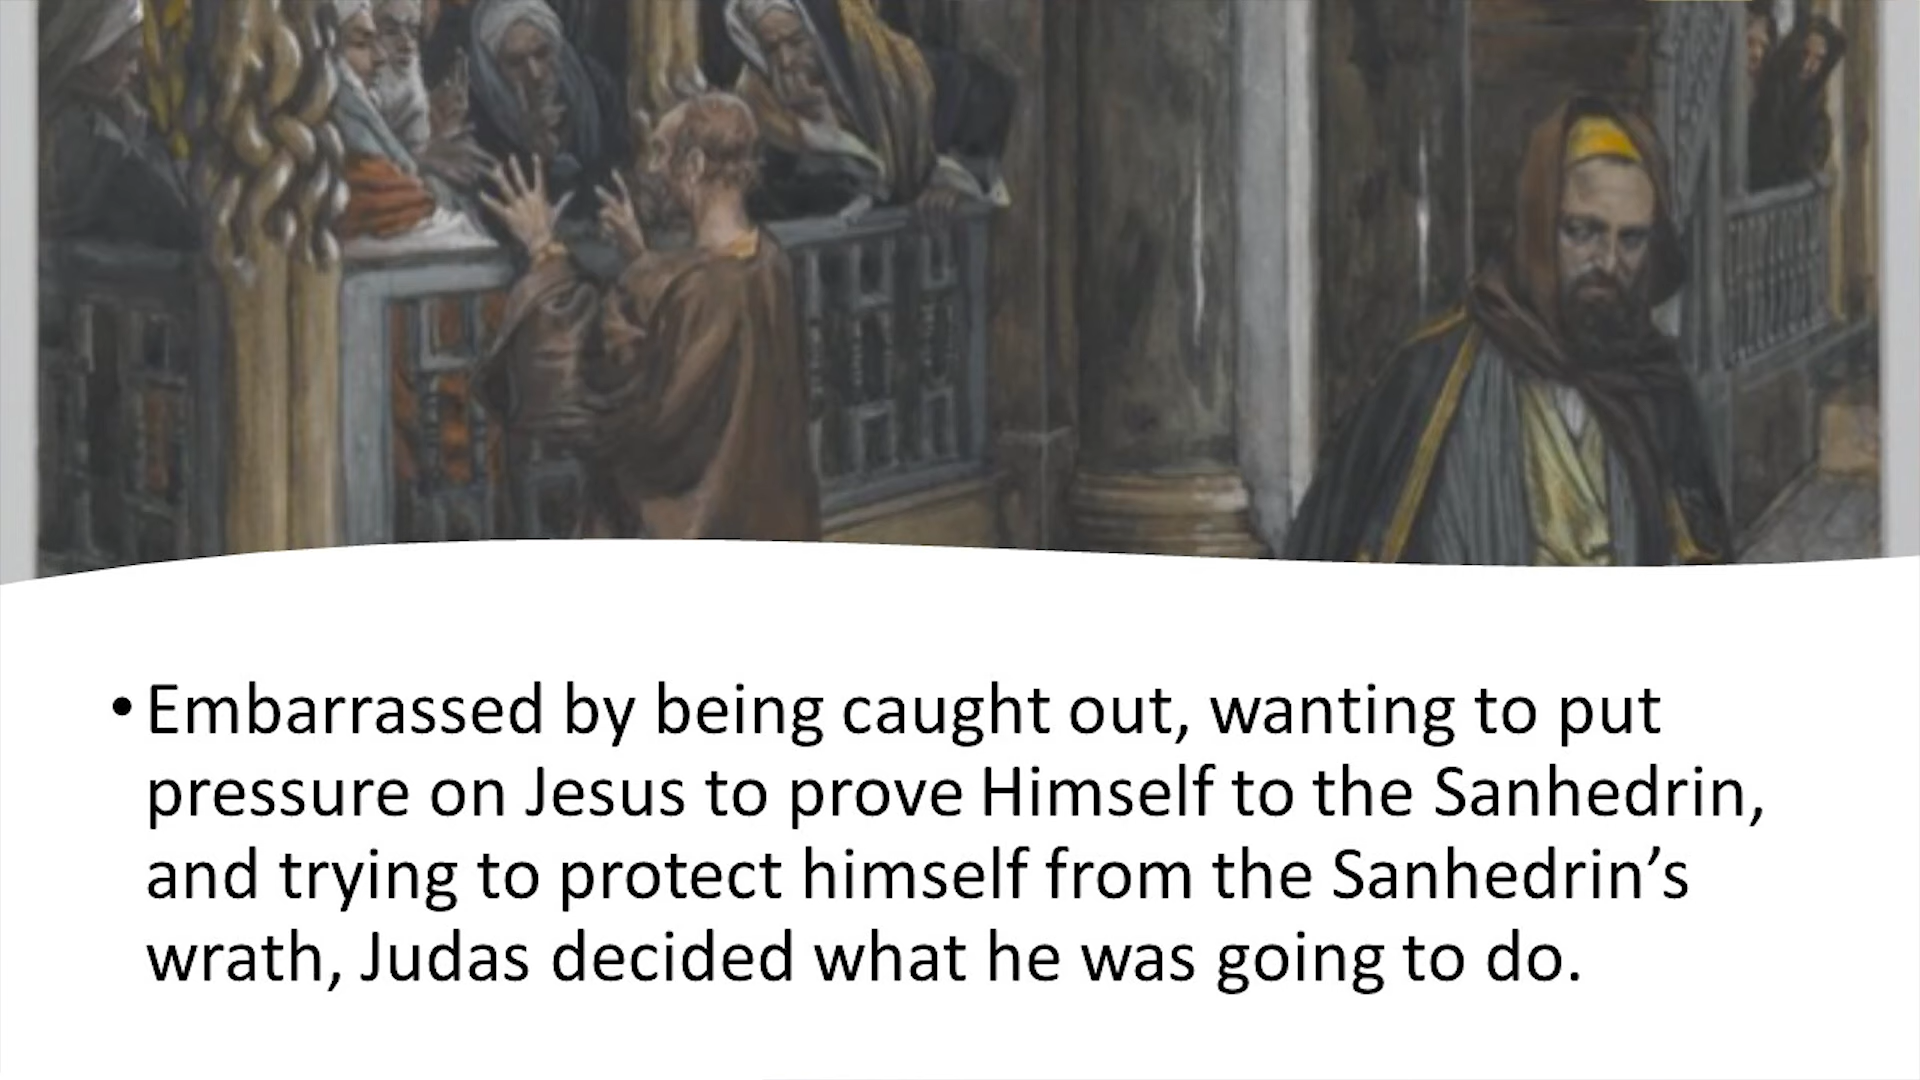 • Embarrassed by being caught out, wanting to put
pressure on Jesus to prove Himself to the Sanhedrin,
and trying to protect himself from the Sanhedrin’s
wrath, Judas decided what he was going to do.